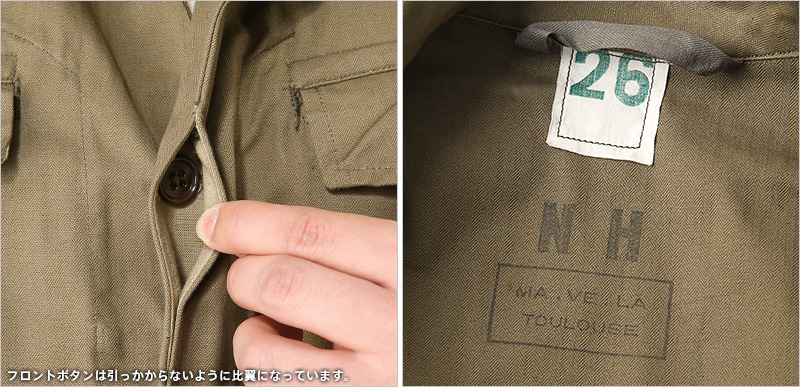 フロントボタンは引っかからないように比翼になっています。
26
N H
MA.VE.LA
TOULOUSE